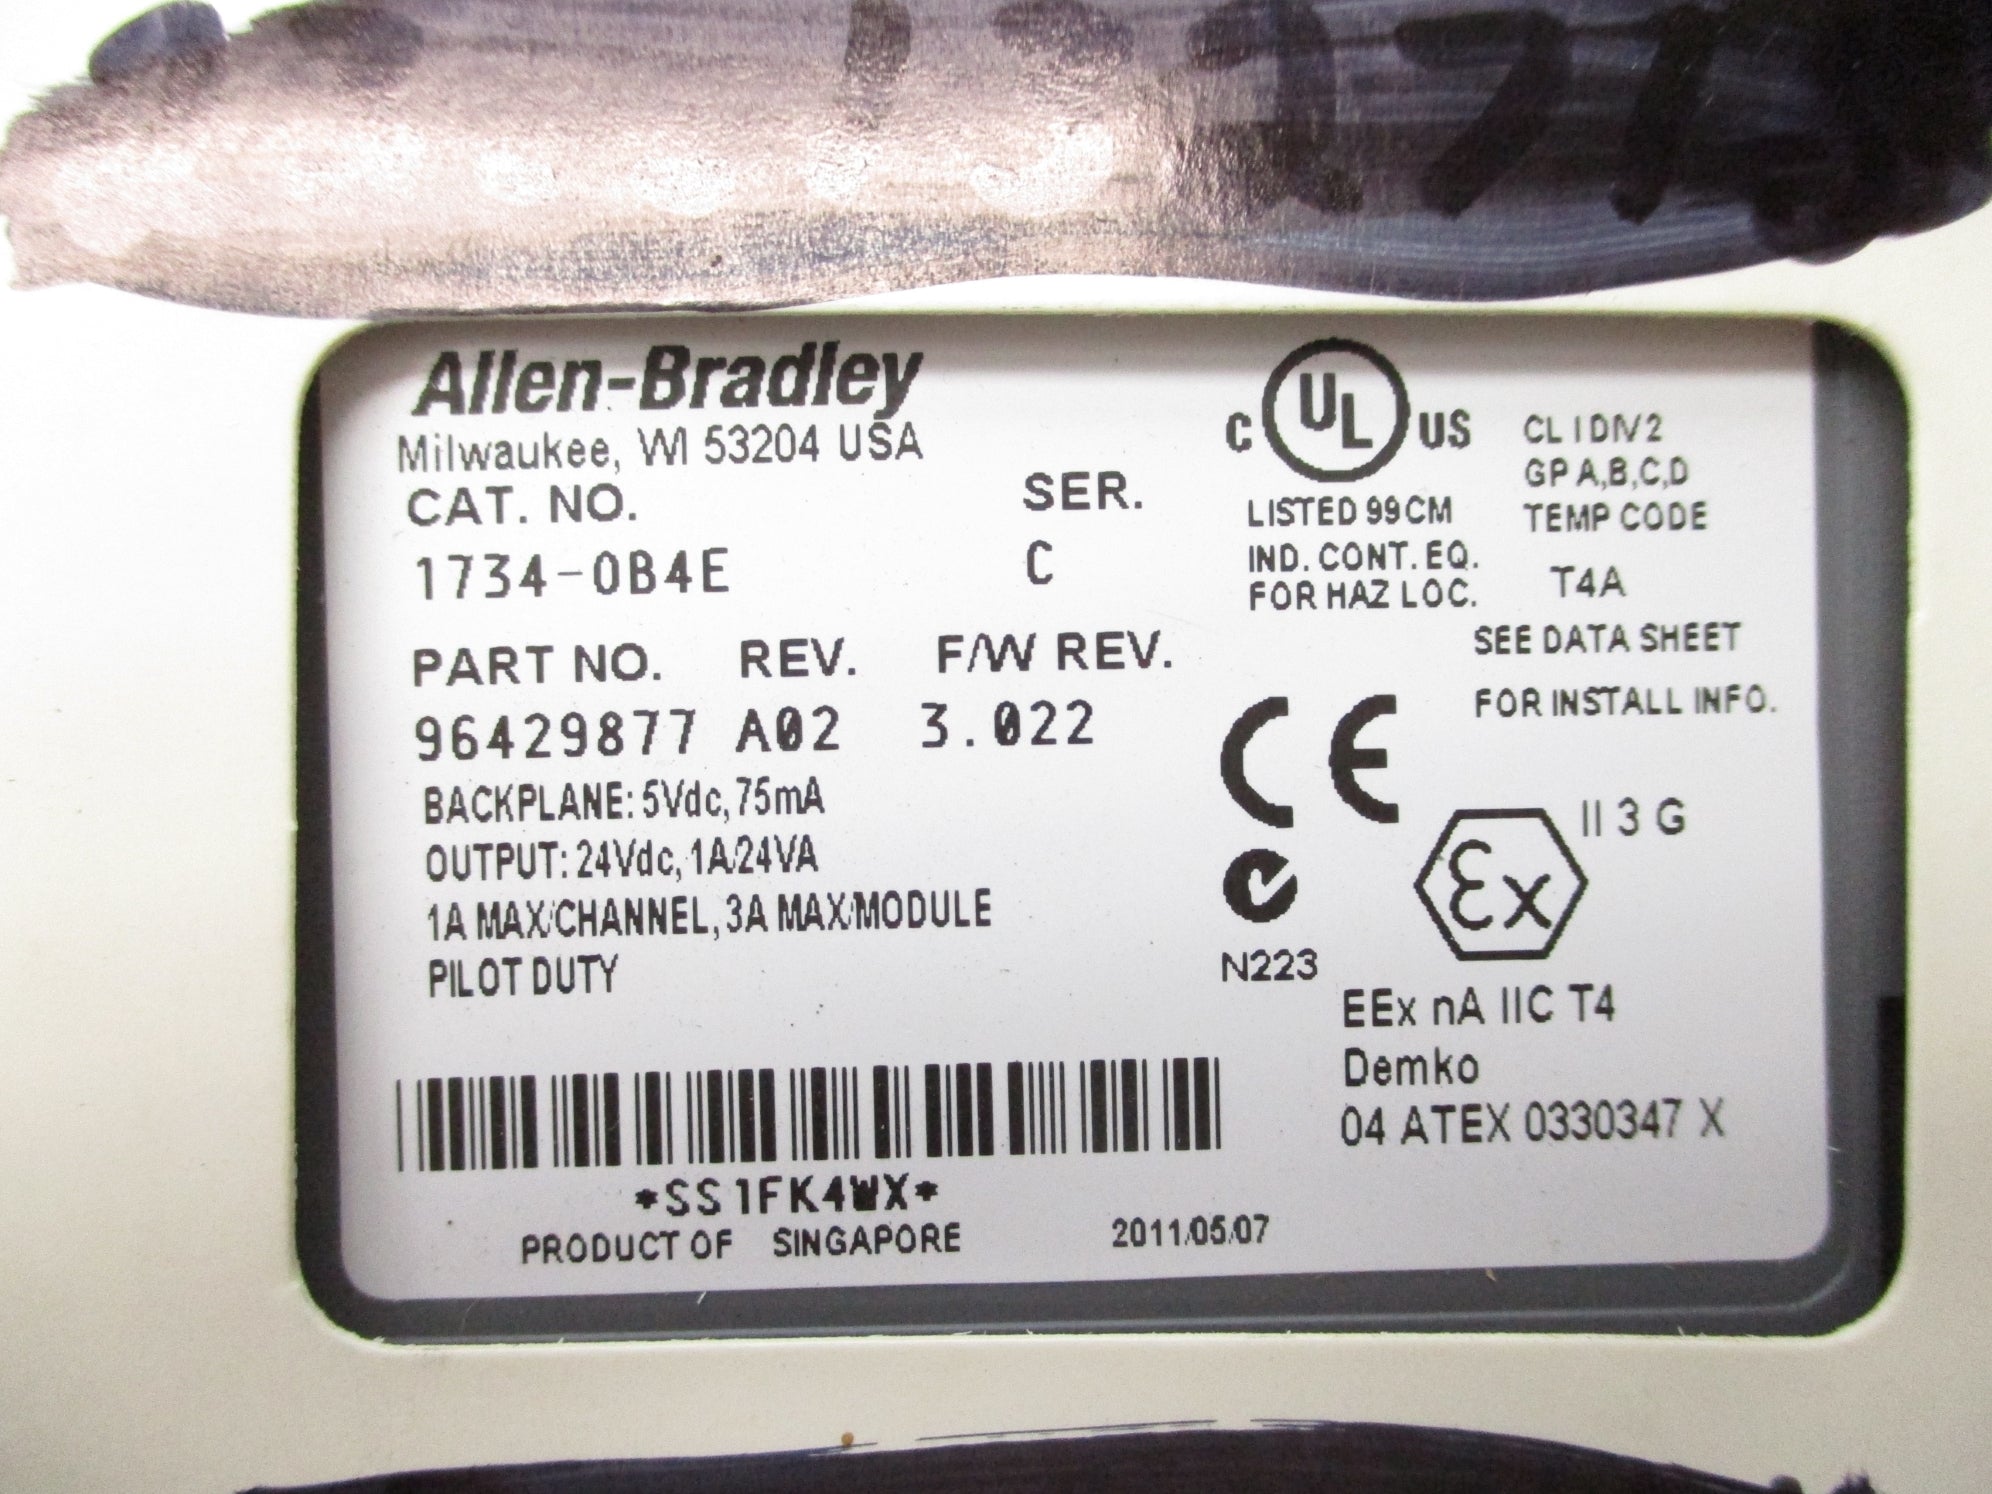 Allen-Bradley
Milwaukee, WI 53204 USA
CAT. NO. SER.
1734-OB4E C
PART NO. REV. F/W REV.
96429877 A02 3.022
BACKPLANE: 5Vdc, 75mA
OUTPUT: 24Vdc, 1A/24VA
1A MAX/CHANNEL, 3A MAX/MODULE
PILOT DUTY
*SS1FK4WX*
PRODUCT OF SINGAPORE 2011/05/07
C UL US
LISTED 99CM
IND. CONT. EQ.
FOR HAZ LOC.
CL I DIV 2
GP A,B,C,D
TEMP CODE
T4A
SEE DATA SHEET
FOR INSTALL INFO.
CE
N223
Ex II 3 G
EEx nA IIC T4
Demko
04 ATEX 0330347 X